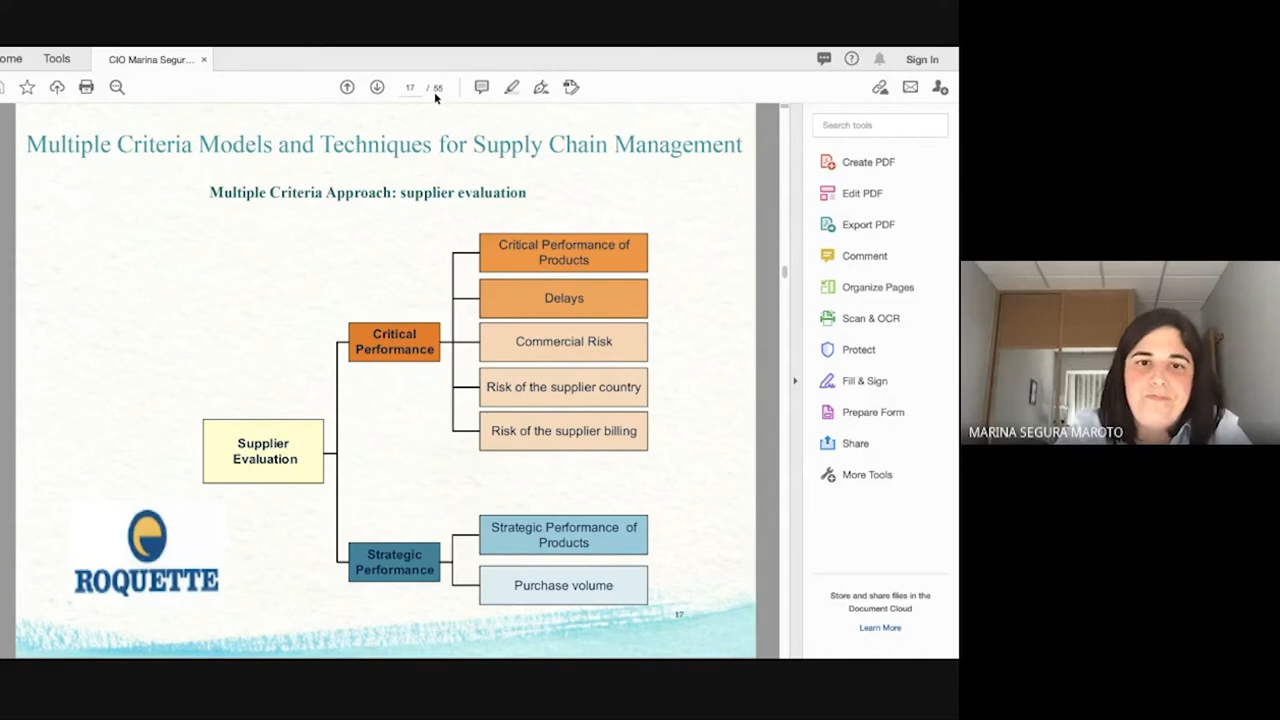 ome
Tools
CIO Marina Segur... ×
Sign In
17 / 55
Multiple Criteria Models and Techniques for Supply Chain Management
Multiple Criteria Approach: supplier evaluation
Critical Performance of
Products
Delays
Critical
Performance
Commercial Risk
Risk of the supplier country
Risk of the supplier billing
Supplier
Evaluation
Strategic Performance of
Products
Strategic
Performance
Purchase volume
ROQUETTE
17
Search tools
Create PDF
Edit PDF
Export PDF
Comment
Organize Pages
Scan & OCR
Protect
Fill & Sign
Prepare Form
Share
More Tools
Store and share files in the
Document Cloud
Learn More
MARINA SEGURA MAROTO